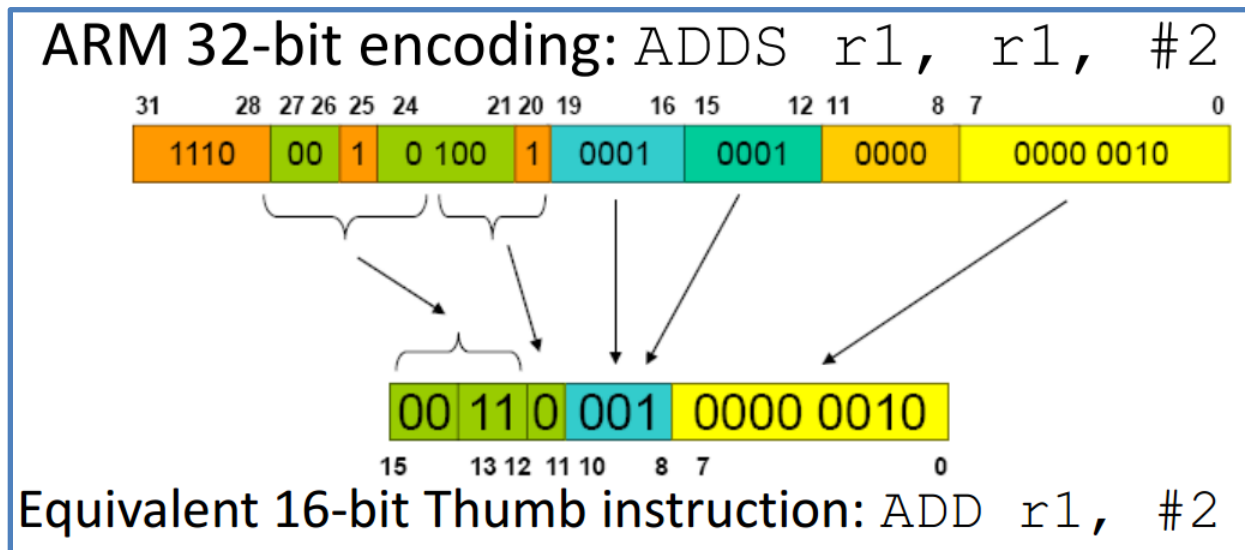 ARM 32-bit encoding: ADDS r1, r1, #2
31 28 27 26 25 24 21 20 19 16 15 12 11 8 7 0
1110 00 1 0 100 1 0001 0001 0000 0000 0010
00 11 0 001 0000 0010
15 13 12 11 10 8 7 0
Equivalent 16-bit Thumb instruction: ADD r1, #2